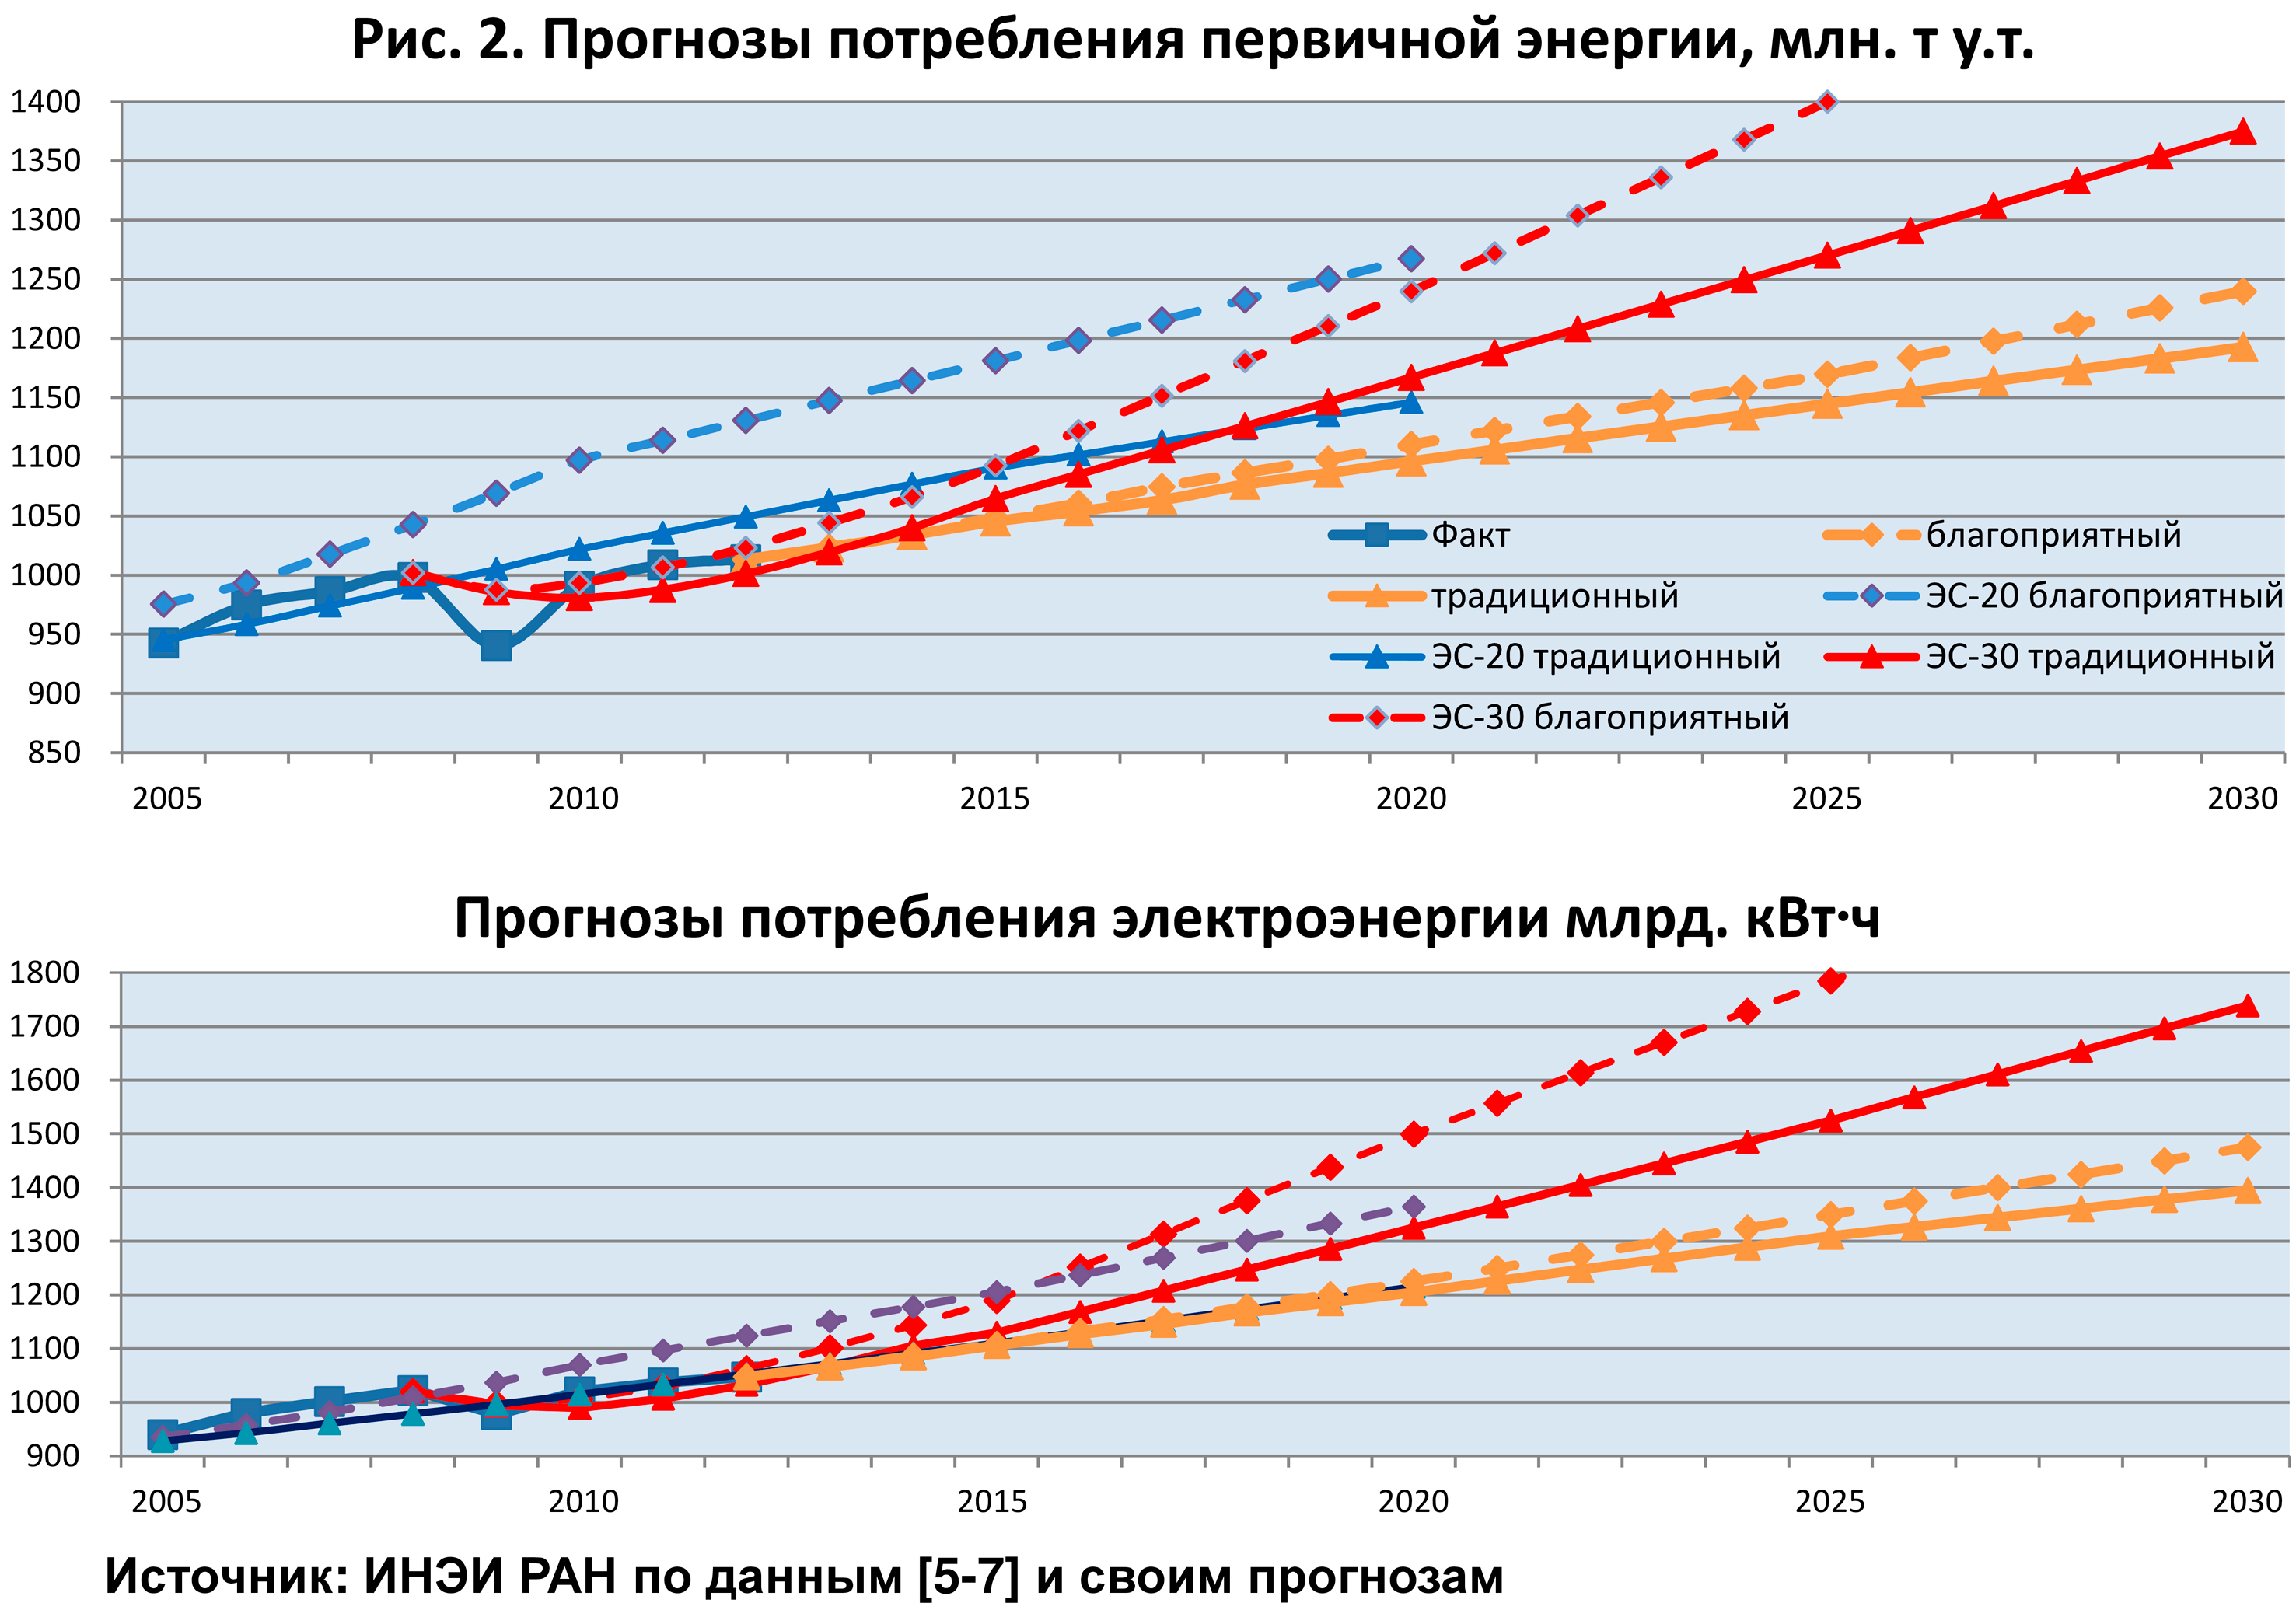 Рис. 2. Прогнозы потребления первичной энергии, млн. т у.т.
1400
1350
1300
1250
1200
1150
1100
1050
1000
950
900
850
Факт
благоприятный
традиционный
ЭС-20 благоприятный
ЭС-20 традиционный
ЭС-30 традиционный
ЭС-30 благоприятный
2005 2010 2015 2020 2025 2030
Прогнозы потребления электроэнергии млрд. кВт·ч
1800
1700
1600
1500
1400
1300
1200
1100
1000
900
2005 2010 2015 2020 2025 2030
Источник: ИНЭИ РАН по данным [5-7] и своим прогнозам